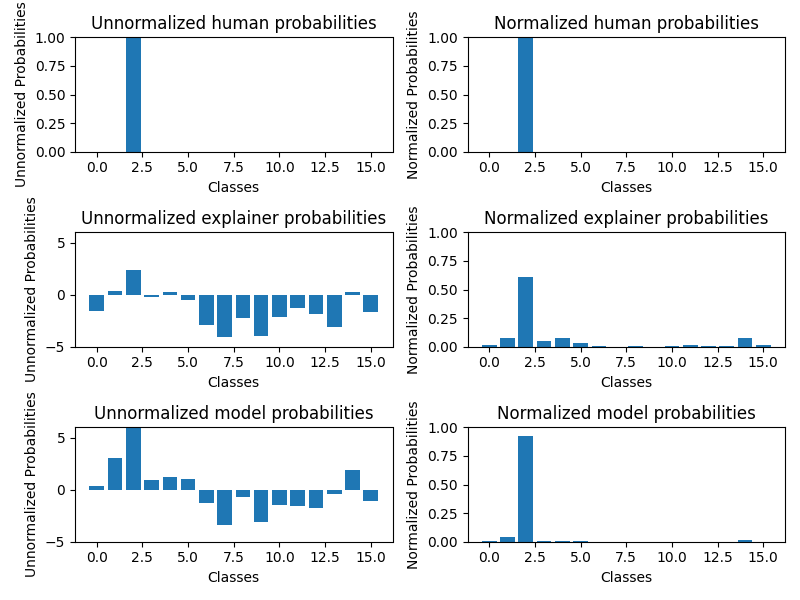 Unnormalized human probabilities
Unnormalized Probabilities
1.00
0.75
0.50
0.25
0.00
0.0 2.5 5.0 7.5 10.0 12.5 15.0
Classes
Normalized human probabilities
Normalized Probabilities
1.00
0.75
0.50
0.25
0.00
0.0 2.5 5.0 7.5 10.0 12.5 15.0
Classes
Unnormalized explainer probabilities
Unnormalized Probabilities
5
0
−5
0.0 2.5 5.0 7.5 10.0 12.5 15.0
Classes
Normalized explainer probabilities
Normalized Probabilities
1.00
0.75
0.50
0.25
0.00
0.0 2.5 5.0 7.5 10.0 12.5 15.0
Classes
Unnormalized model probabilities
Unnormalized Probabilities
5
0
−5
0.0 2.5 5.0 7.5 10.0 12.5 15.0
Classes
Normalized model probabilities
Normalized Probabilities
1.00
0.75
0.50
0.25
0.00
0.0 2.5 5.0 7.5 10.0 12.5 15.0
Classes